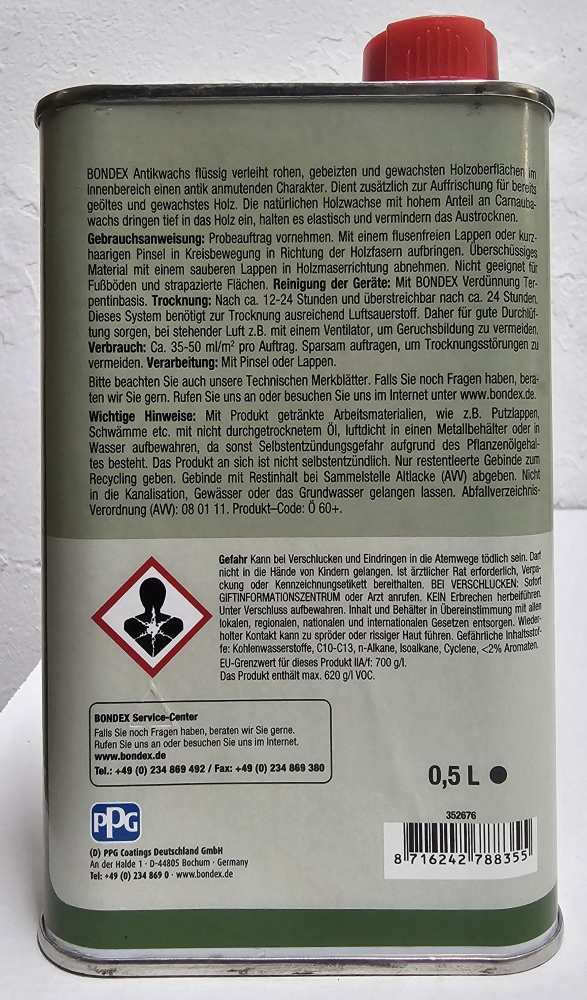 BONDEX Antikwachs flüssig verleiht rohen, gebeizten und gewachsten Holzoberflächen im
Innenbereich einen antik anmutenden Charakter. Dient zusätzlich zur Auffrischung für bereits
geöltes und gewachstes Holz. Die natürlichen Holzwachse mit hohem Anteil an Carnauba-
wachs dringen tief in das Holz ein, halten es elastisch und vermindern das Austrocknen.
Gebrauchsanweisung: Probeauftrag vornehmen. Mit einem flusenfreien Lappen oder kurz-
haarigen Pinsel in Kreisbewegung in Richtung der Holzfasern aufbringen. Überschüssiges
Material mit einem sauberen Lappen in Holzmaserrichtung abnehmen. Nicht geeignet für
Fußböden und strapazierte Flächen. Reinigung der Geräte: Mit BONDEX Verdünnung Ter-
pentinbasis. Trocknung: Nach ca. 12-24 Stunden und überstreichbar nach ca. 24 Stunden.
Dieses System benötigt zur Trocknung ausreichend Luftsauerstoff. Daher für gute Durchlüf-
tung sorgen, bei stehender Luft z.B. mit einem Ventilator, um Geruchsbildung zu vermeiden.
Verbrauch: Ca. 35-50 ml/m² pro Auftrag. Sparsam auftragen, um Trocknungsstörungen zu
vermeiden. Verarbeitung: Mit Pinsel oder Lappen.
Bitte beachten Sie auch unsere Technischen Merkblätter. Falls Sie noch Fragen haben, bera-
ten wir Sie gern. Rufen Sie uns an oder besuchen Sie uns im Internet unter www.bondex.de.
Wichtige Hinweise: Mit Produkt getränkte Arbeitsmaterialien, wie z.B. Putzlappen,
Schwämme etc. mit nicht durchgetrocknetem Öl, luftdicht in einen Metallbehälter oder in
Wasser aufbewahren, da sonst Selbstentzündungsgefahr aufgrund des Pflanzenölgehal-
tes besteht. Das Produkt an sich ist nicht selbstentzündlich. Nur restentleerte Gebinde zum
Recycling geben. Gebinde mit Restinhalt bei Sammelstelle Altlacke (AVV) abgeben. Nicht
in die Kanalisation, Gewässer oder das Grundwasser gelangen lassen. Abfallverzeichnis-
Verordnung (AVV): 08 01 11. Produkt–Code: Ö 60+.
Gefahr Kann bei Verschlucken und Eindringen in die Atemwege tödlich sein. Darf
nicht in die Hände von Kindern gelangen. Ist ärztlicher Rat erforderlich, Verpa-
ckung oder Kennzeichnungsetikett bereithalten. BEI VERSCHLUCKEN: Sofort
GIFTINFORMATIONSZENTRUM oder Arzt anrufen. KEIN Erbrechen herbeiführen.
Unter Verschluss aufbewahren. Inhalt und Behälter in Übereinstimmung mit allen
lokalen, regionalen, nationalen und internationalen Gesetzen entsorgen. Wieder-
holter Kontakt kann zu spröder oder rissiger Haut führen. Gefährliche Inhaltsstof-
fe: Kohlenwasserstoffe, C10-C13, n-Alkane, Isoalkane, Cyclene, <2% Aromaten.
EU-Grenzwert für dieses Produkt IIA/f: 700 g/l.
Das Produkt enthält max. 620 g/l VOC.
BONDEX Service-Center
Falls Sie noch Fragen haben, beraten wir Sie gerne.
Rufen Sie uns an oder besuchen Sie uns im Internet.
www.bondex.de
Tel.: +49 (0) 234 869 492 / Fax: +49 (0) 234 869 380
0,5 L
352676
8 716242 788355
PPG
(D) PPG Coatings Deutschland GmbH
An der Halde 1 · D-44805 Bochum · Germany
Tel: +49 (0) 234 869 0 · www.bondex.de